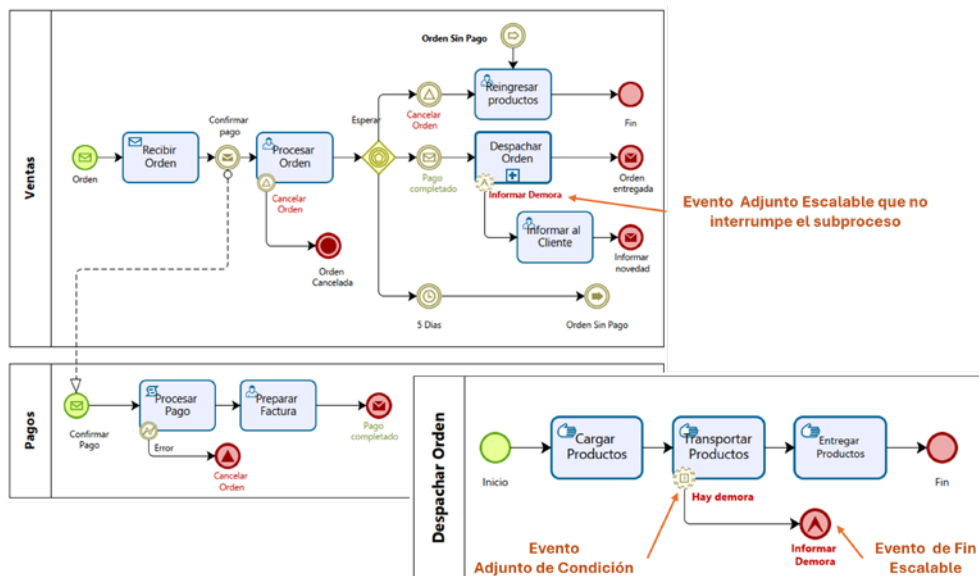 Ventas
Orden
Recibir
Orden
Confirmar
pago
Procesar
Orden
Cancelar
Orden
Orden
Cancelada
Esperar
Orden Sin Pago
Cancelar
Orden
Reingresar
productos
Fin
Pago
completado
Despachar
Orden
Orden
entregada
Informar Demora
Informar al
Cliente
Informar
novedad
5 Dias
Orden Sin Pago
Evento Adjunto Escalable que no
interrumpe el subproceso
Pagos
Confirmar
Pago
Procesar
Pago
Error
Cancelar
Orden
Preparar
Factura
Pago
completado
Despachar Orden
Inicio
Cargar
Productos
Transportar
Productos
Hay demora
Entregar
Productos
Fin
Informar
Demora
Evento
Adjunto de Condición
Evento de Fin
Escalable